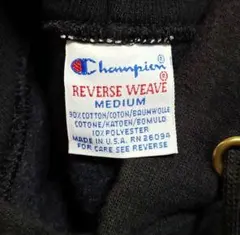 Champion
REVERSE WEAVE
MEDIUM
90%COTTON/COTON/BAUMWOLLE
COTONE/KATOEN/BOMULD
10%POLYESTER
MADE IN U.S.A. RN 26094
FOR CARE SEE REVERSE